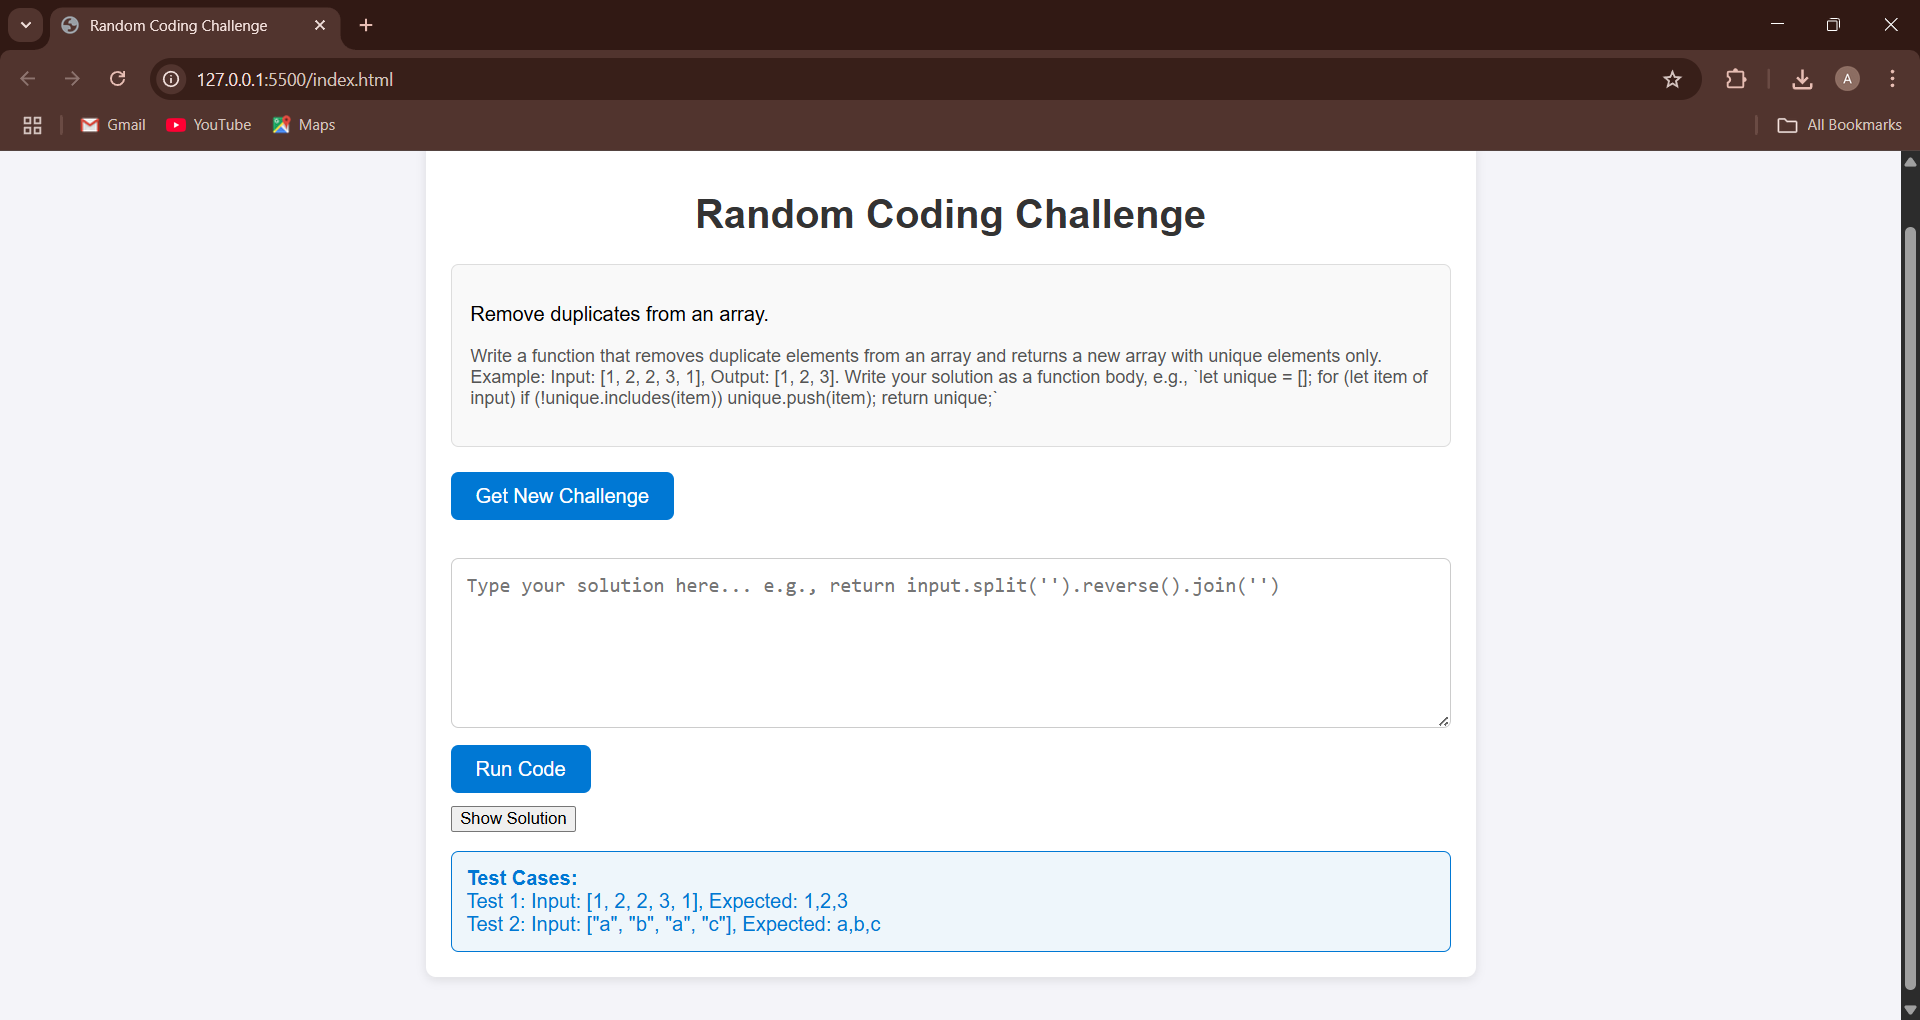 Random Coding Challenge
127.0.0.1:5500/index.html
A
Gmail
YouTube
Maps
All Bookmarks
Random Coding Challenge
Remove duplicates from an array.
Write a function that removes duplicate elements from an array and returns a new array with unique elements only.
Example: Input: [1, 2, 2, 3, 1], Output: [1, 2, 3]. Write your solution as a function body, e.g., `let unique = []; for (let item of
input) if (!unique.includes(item)) unique.push(item); return unique;`
Get New Challenge
Type your solution here... e.g., return input.split('').reverse().join('')
Run Code
Show Solution
Test Cases:
Test 1: Input: [1, 2, 2, 3, 1], Expected: 1,2,3
Test 2: Input: ["a", "b", "a", "c"], Expected: a,b,c